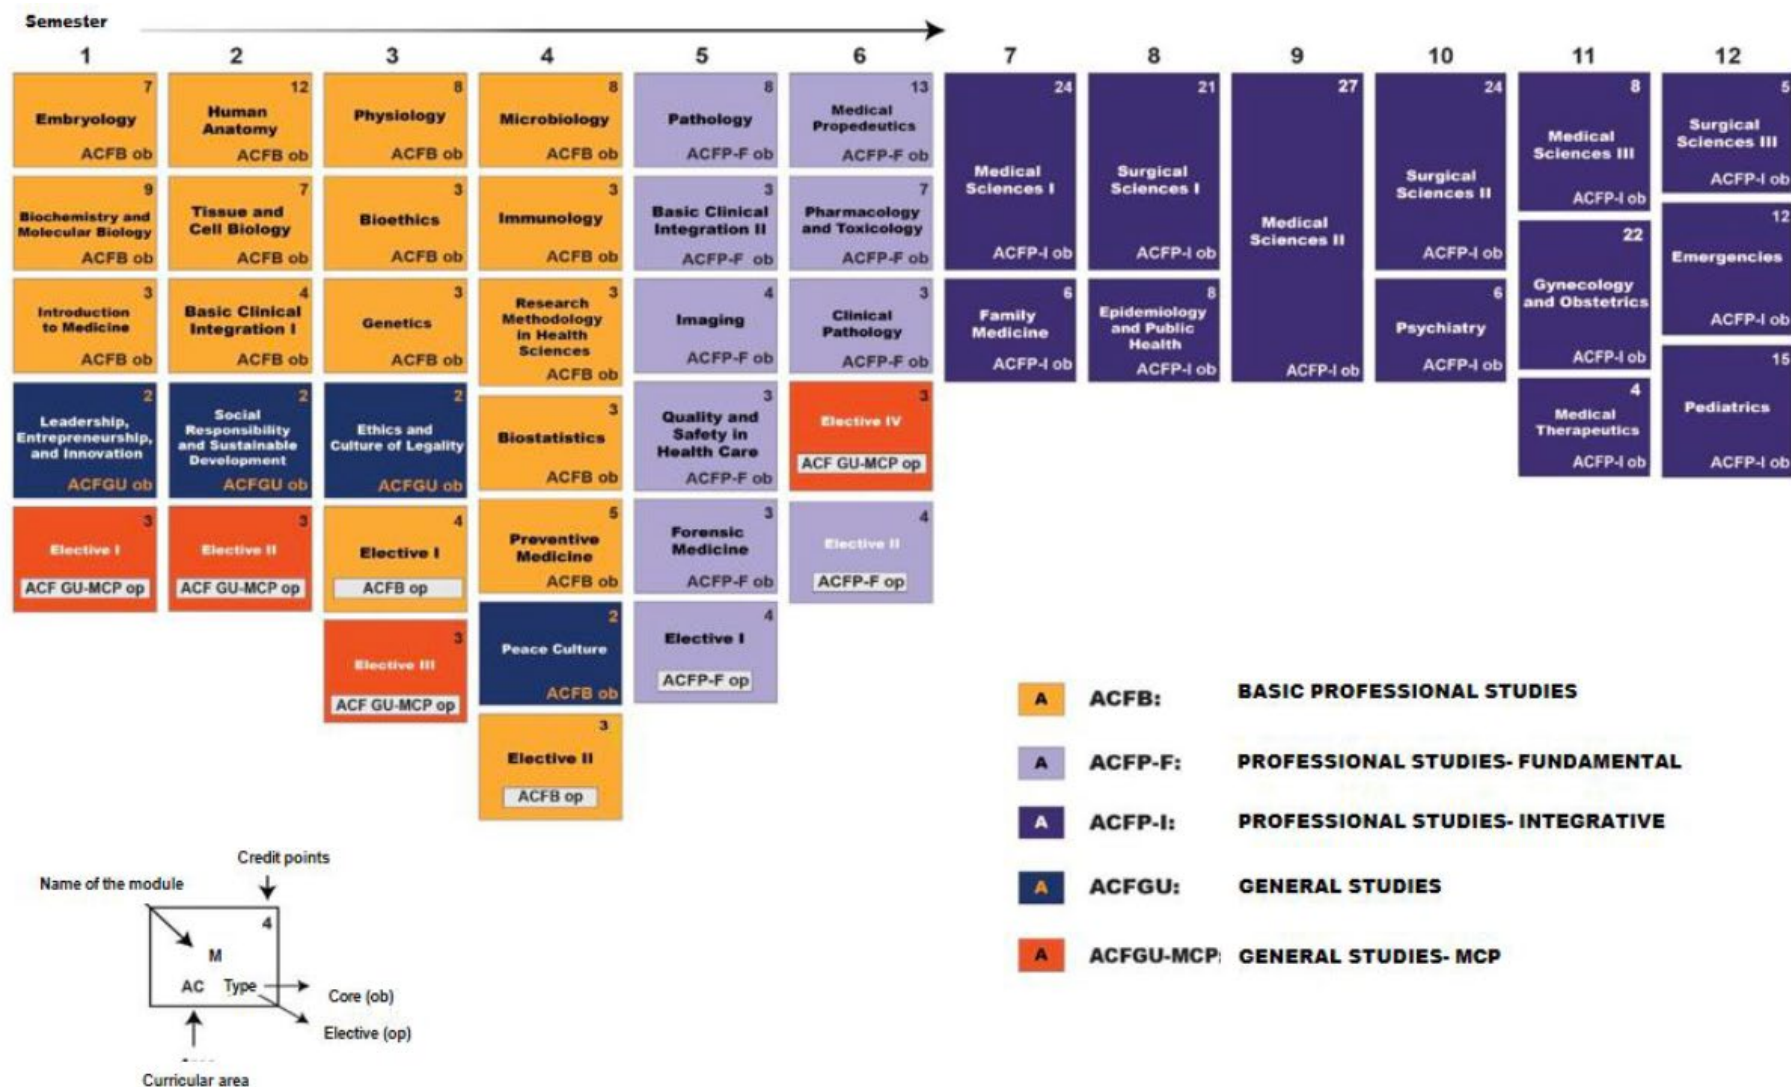 Semester
1 2 3 4 5 6 7 8 9 10 11 12
7
Embryology
ACFB ob
9
Biochemistry and
Molecular Biology
ACFB ob
3
Introduction
to Medicine
ACFB ob
2
Leadership,
Entrepreneurship,
and Innovation
ACFGU ob
3
Elective I
ACF GU-MCP op
12
Human
Anatomy
ACFB ob
7
Tissue and
Cell Biology
ACFB ob
4
Basic Clinical
Integration I
ACFB ob
2
Social
Responsibility
and Sustainable
Development
ACFGU ob
3
Elective II
ACF GU-MCP op
8
Physiology
ACFB ob
3
Bioethics
ACFB ob
3
Genetics
ACFB ob
2
Ethics and
Culture of Legality
ACFGU ob
4
Elective I
ACFB op
3
Elective III
ACF GU-MCP op
8
Microbiology
ACFB ob
3
Immunology
ACFB ob
3
Research
Methodology
in Health
Sciences
ACFB ob
3
Biostatistics
ACFB ob
5
Preventive
Medicine
ACFB ob
2
Peace Culture
ACFB ob
3
Elective II
ACFB op
8
Pathology
ACFP-F ob
3
Basic Clinical
Integration II
ACFP-F ob
4
Imaging
ACFP-F ob
3
Quality and
Safety in
Health Care
ACFP-F ob
3
Forensic
Medicine
ACFP-F ob
4
Elective I
ACFP-F op
13
Medical
Propedeutics
ACFP-F ob
7
Pharmacology
and Toxicology
ACFP-F ob
3
Clinical
Pathology
ACFP-F ob
3
Elective IV
ACF GU-MCP op
4
Elective II
ACFP-F op
24
Medical
Sciences I
ACFP-I ob
6
Family
Medicine
ACFP-I ob
21
Surgical
Sciences I
ACFP-I ob
8
Epidemiology
and Public
Health
ACFP-I ob
27
Medical
Sciences II
ACFP-I ob
24
Surgical
Sciences II
ACFP-I ob
6
Psychiatry
ACFP-I ob
8
Medical
Sciences III
ACFP-I ob
22
Gynecology
and Obstetrics
ACFP-I ob
4
Medical
Therapeutics
ACFP-I ob
5
Surgical
Sciences III
ACFP-I ob
12
Emergencies
ACFP-I ob
15
Pediatrics
ACFP-I ob
A ACFB: BASIC PROFESSIONAL STUDIES
A ACFP-F: PROFESSIONAL STUDIES- FUNDAMENTAL
A ACFP-I: PROFESSIONAL STUDIES- INTEGRATIVE
A ACFGU: GENERAL STUDIES
A ACFGU-MCP: GENERAL STUDIES- MCP
Credit points
Name of the module
4
M
AC Type
Core (ob)
Elective (op)
Curricular area